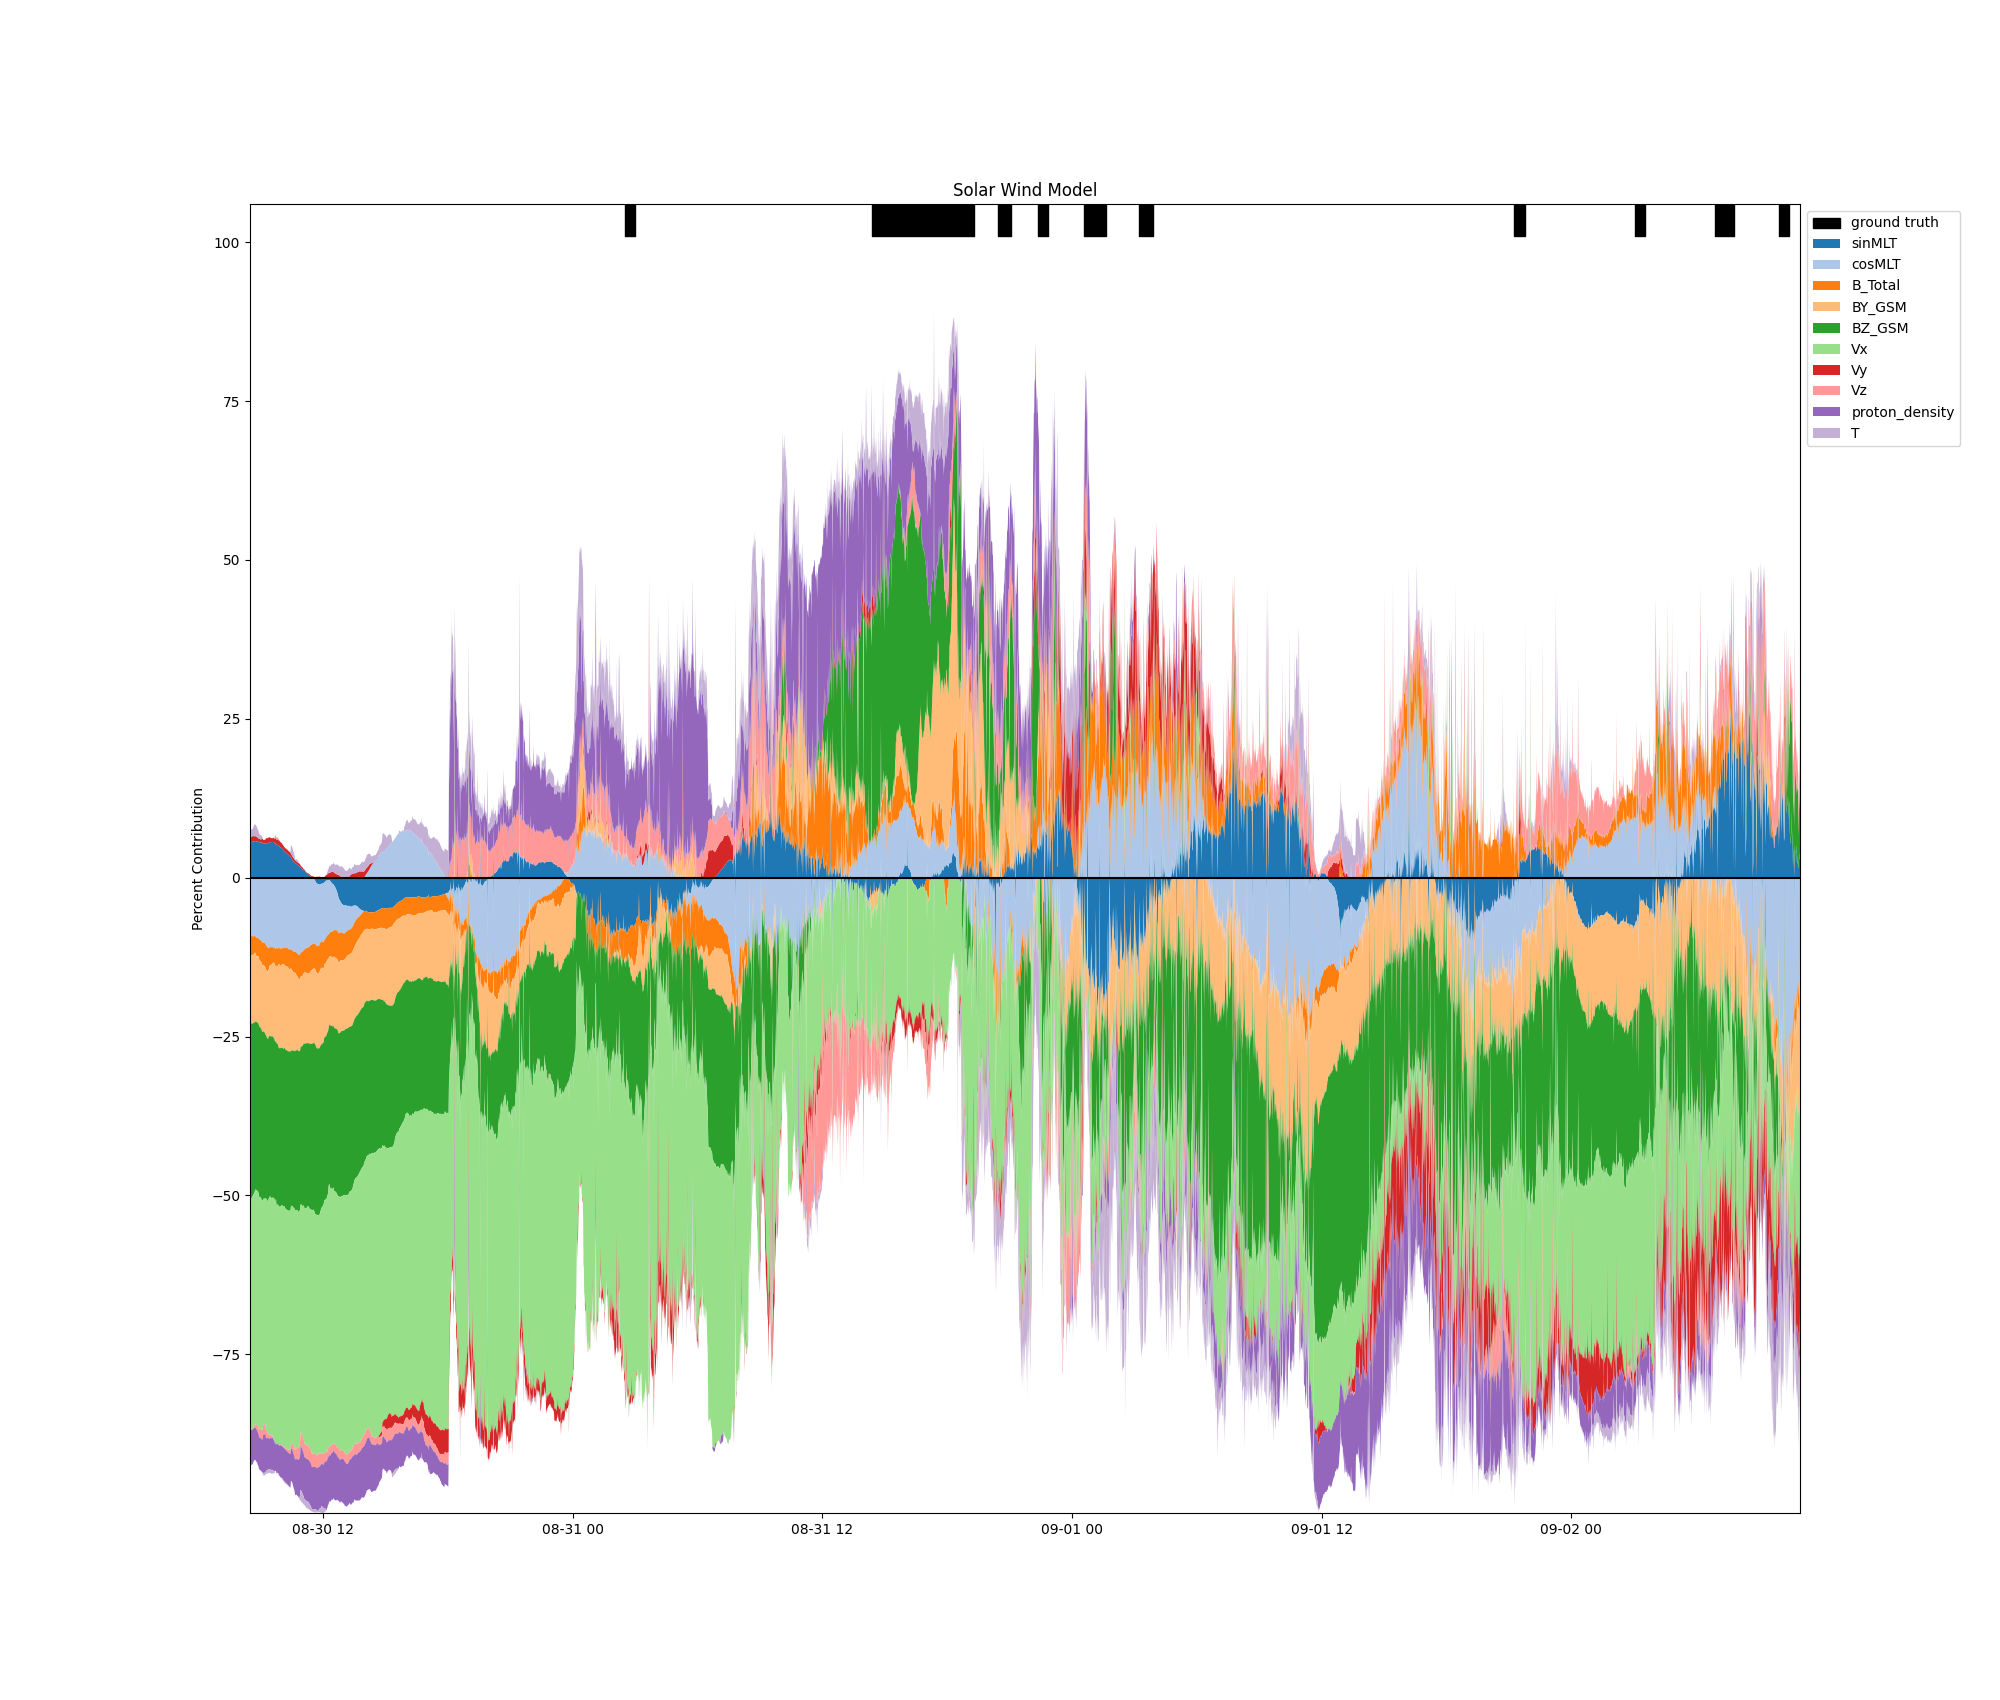 Solar Wind Model
100
75
50
25
0
−25
−50
−75
Percent Contribution
08-30 12
08-31 00
08-31 12
09-01 00
09-01 12
09-02 00
ground truth
sinMLT
cosMLT
B_Total
BY_GSM
BZ_GSM
Vx
Vy
Vz
proton_density
T